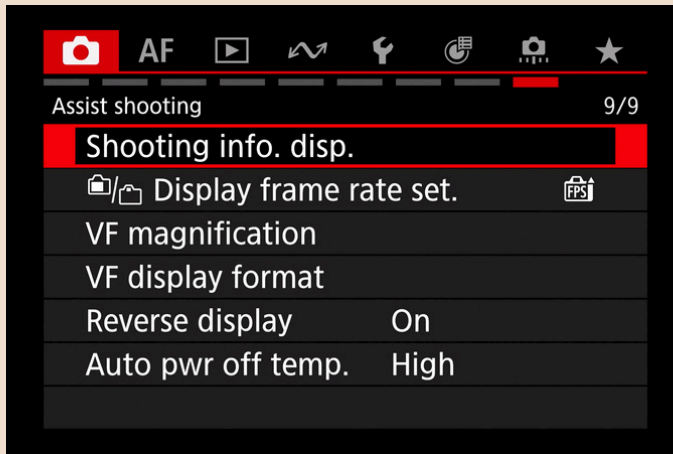 AF
Assist shooting 9/9
Shooting info. disp.
Display frame rate set. FPS
VF magnification
VF display format
Reverse display On
Auto pwr off temp. High